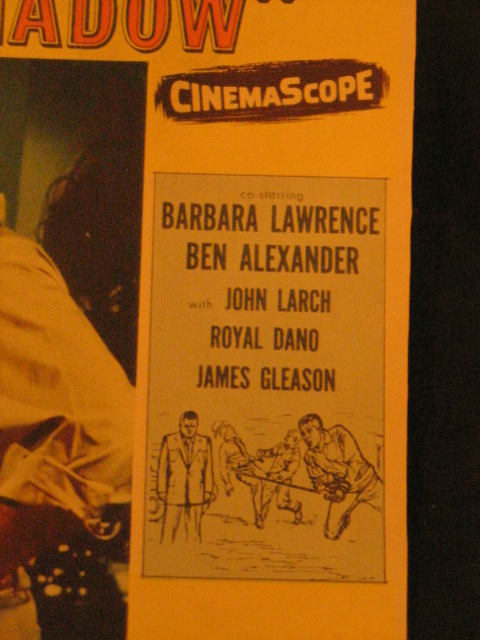 ADOW"
CINEMASCOPE
co-starring
BARBARA LAWRENCE
BEN ALEXANDER
with JOHN LARCH
ROYAL DANO
JAMES GLEASON